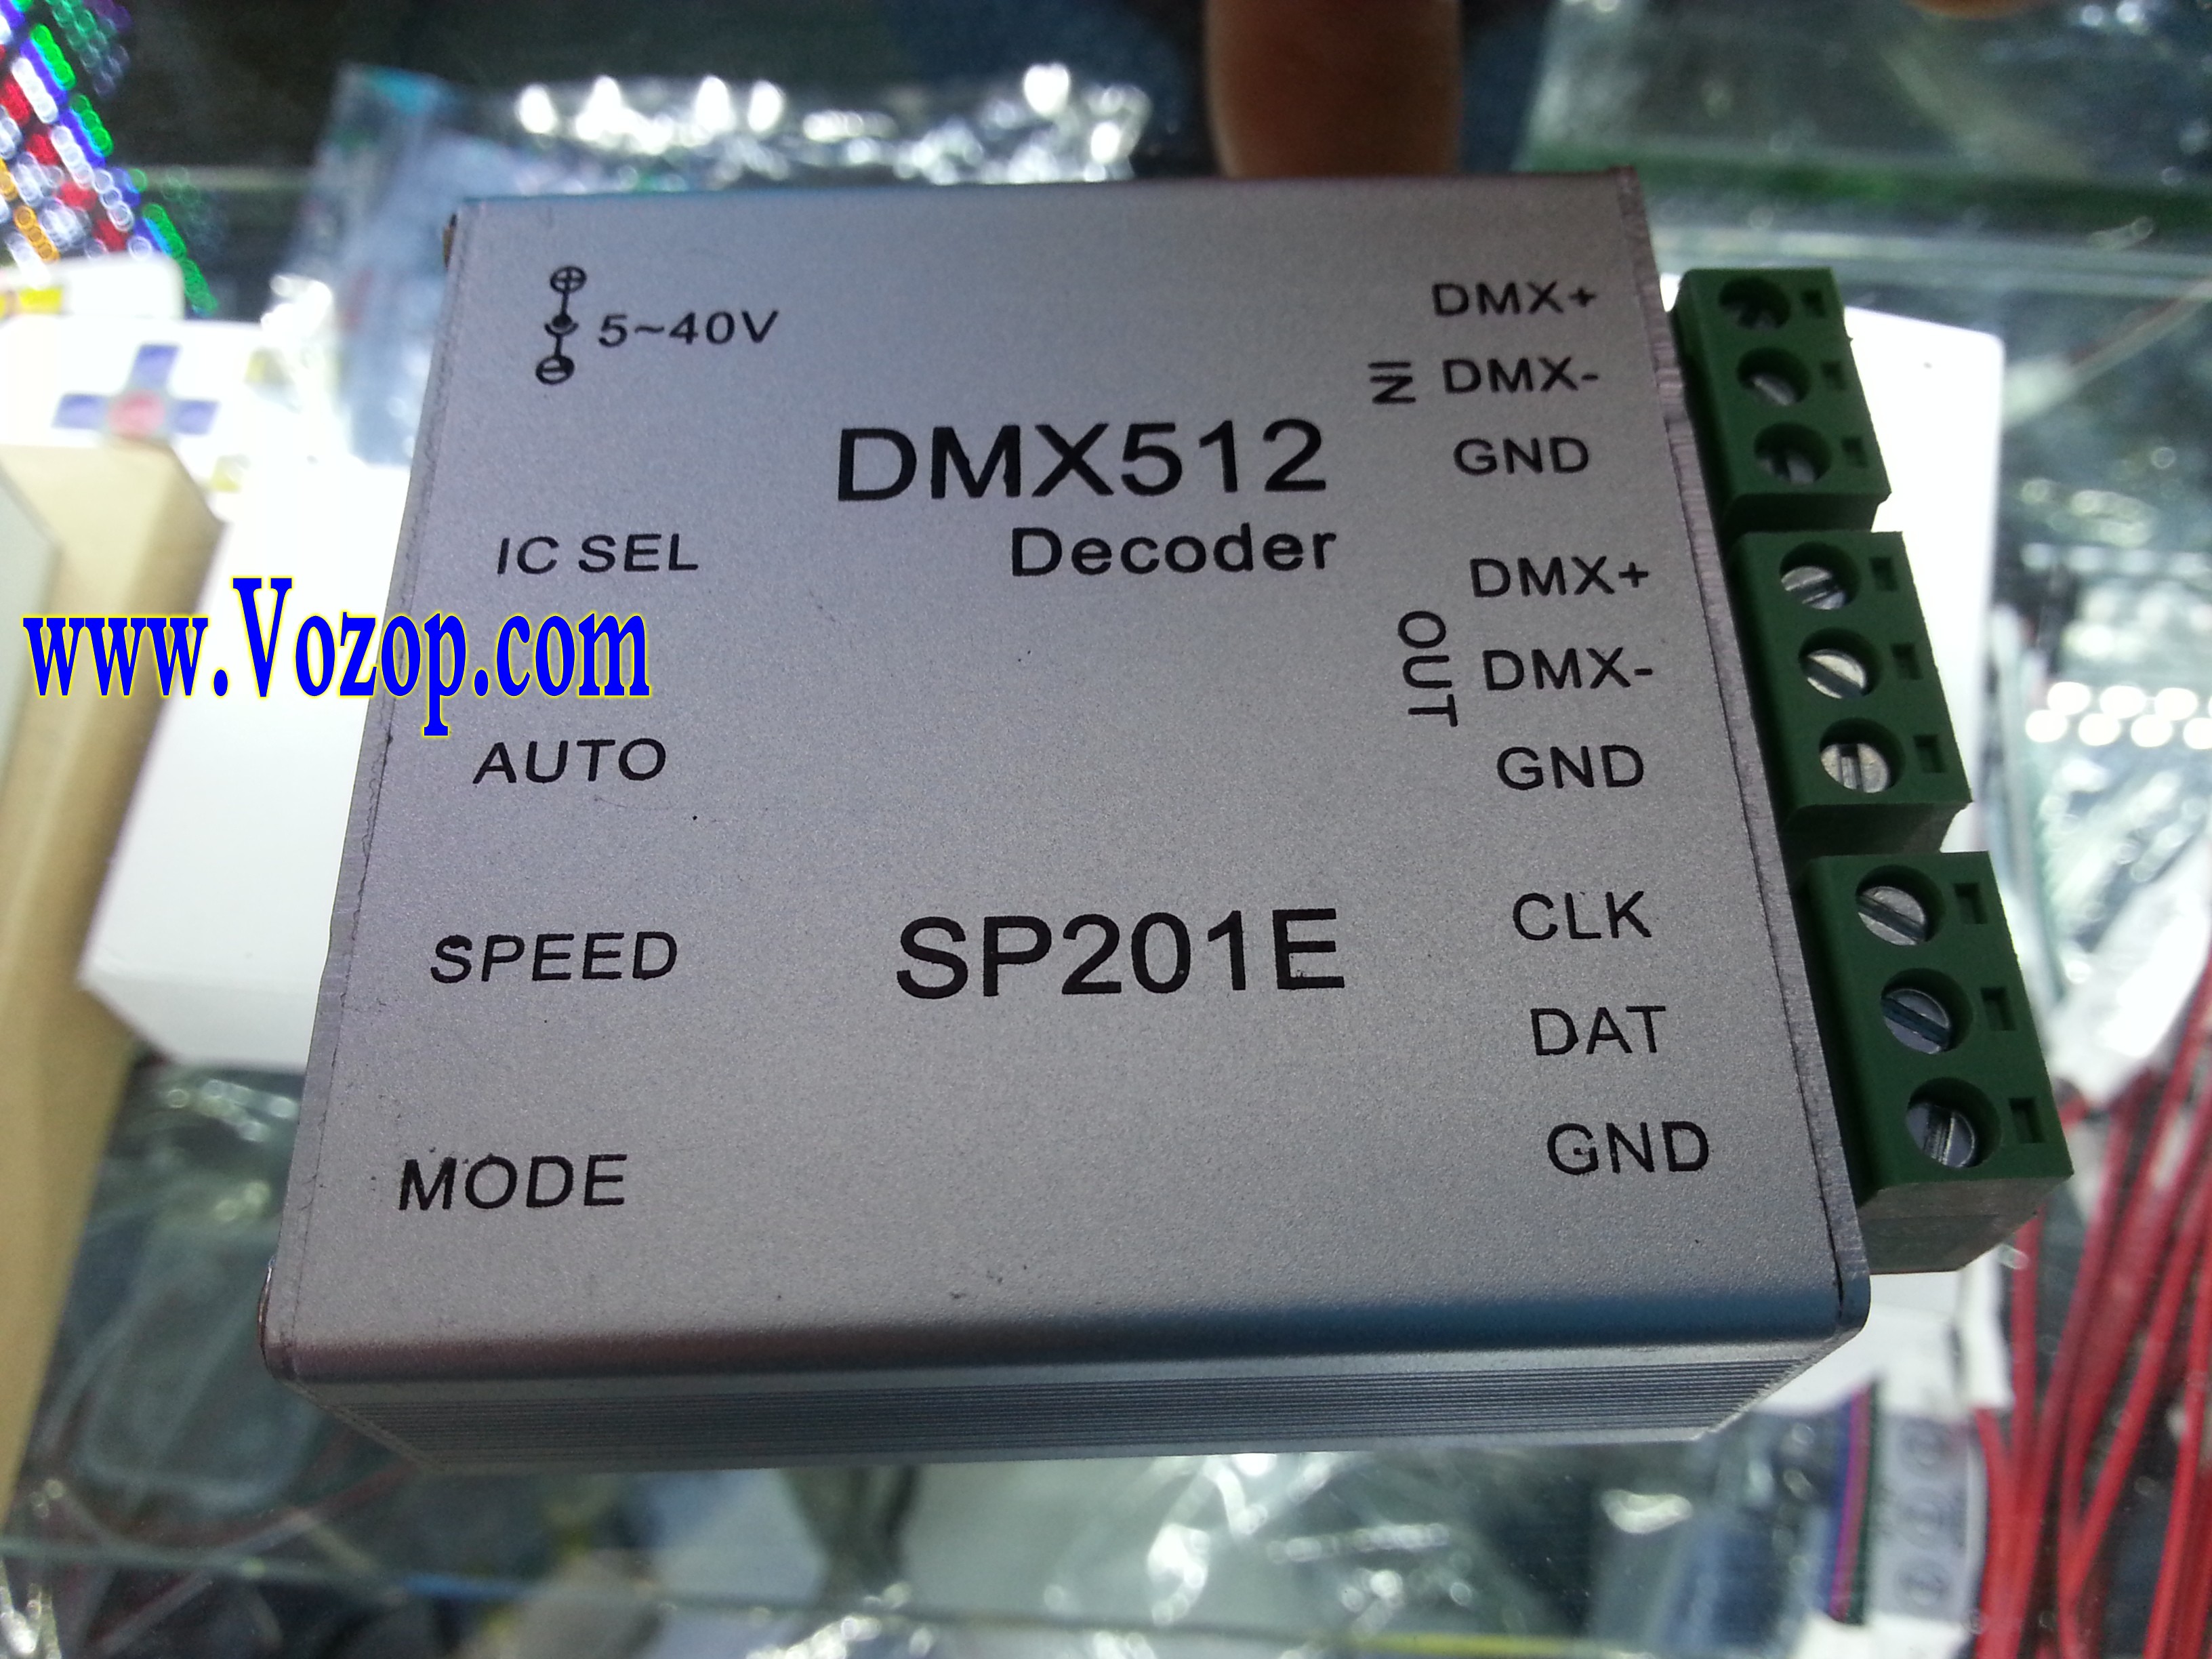 5~40V
DMX+
IN
DMX-
GND
DMX512
Decoder
IC SEL
DMX+
OUT
DMX-
GND
www.Vozop.com
AUTO
SPEED
SP201E
CLK
DAT
GND
MODE